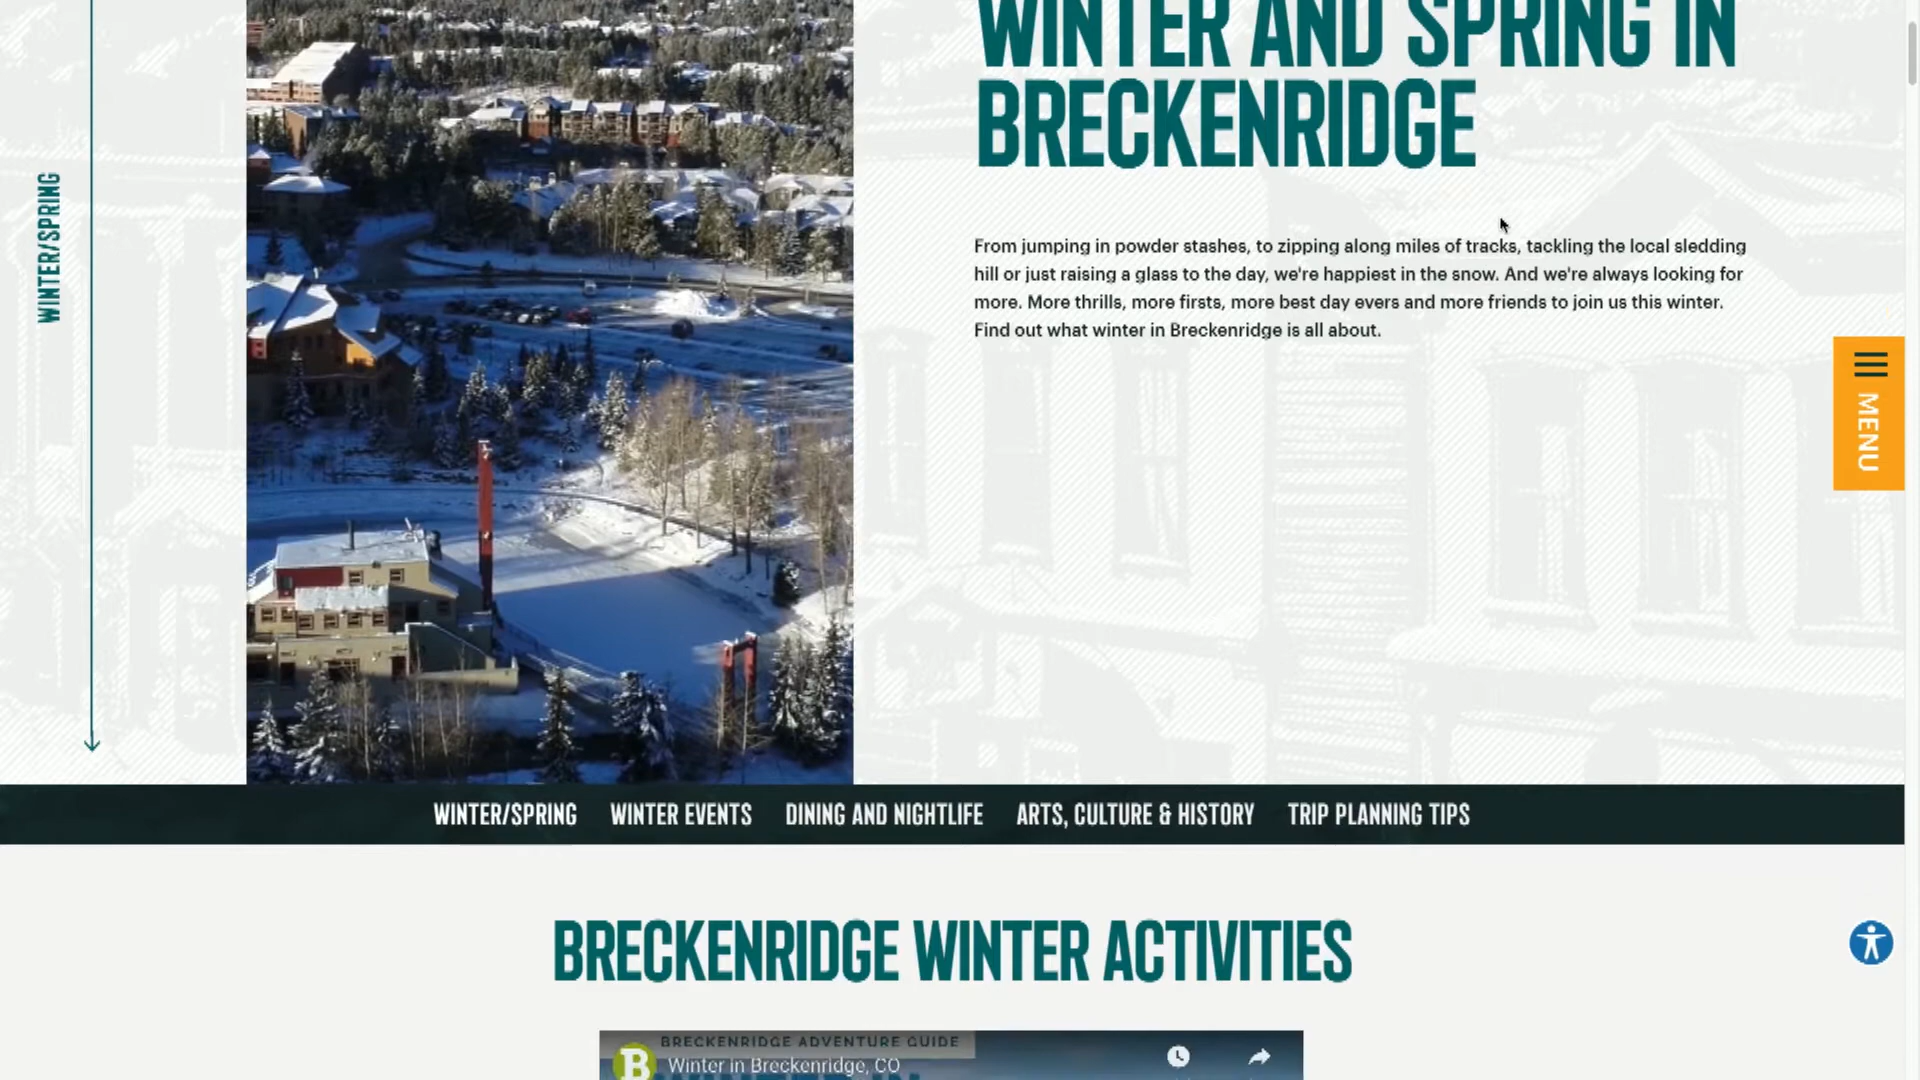 WINTER AND SPRING IN
BRECKENRIDGE
WINTER/SPRING
From jumping in powder stashes, to zipping along miles of tracks, tackling the local sledding
hill or just raising a glass to the day, we're happiest in the snow. And we're always looking for
more. More thrills, more firsts, more best day evers and more friends to join us this winter.
Find out what winter in Breckenridge is all about.
MENU
WINTER/SPRING WINTER EVENTS DINING AND NIGHTLIFE ARTS, CULTURE & HISTORY TRIP PLANNING TIPS
BRECKENRIDGE WINTER ACTIVITIES
BRECKENRIDGE ADVENTURE GUIDE
B
Winter in Breckenridge, CO